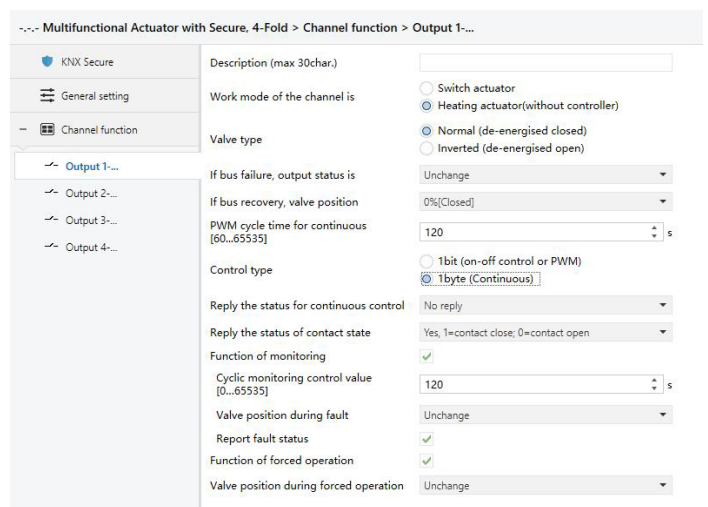 -.-.- Multifunctional Actuator with Secure, 4-Fold > Channel function > Output 1-...
KNX Secure
General setting
Channel function
Output 1-...
Output 2-...
Output 3-...
Output 4-...
Description (max 30char.)
Work mode of the channel is
Switch actuator
Heating actuator(without controller)
Valve type
Normal (de-energised closed)
Inverted (de-energised open)
If bus failure, output status is
Unchange
If bus recovery, valve position
0%[Closed]
PWM cycle time for continuous
[60...65535]
120
s
Control type
1bit (on-off control or PWM)
1byte (Continuous)
Reply the status for continuous control
No reply
Reply the status of contact state
Yes, 1=contact close; 0=contact open
Function of monitoring
Cyclic monitoring control value
[0...65535]
120
s
Valve position during fault
Unchange
Report fault status
Function of forced operation
Valve position during forced operation
Unchange